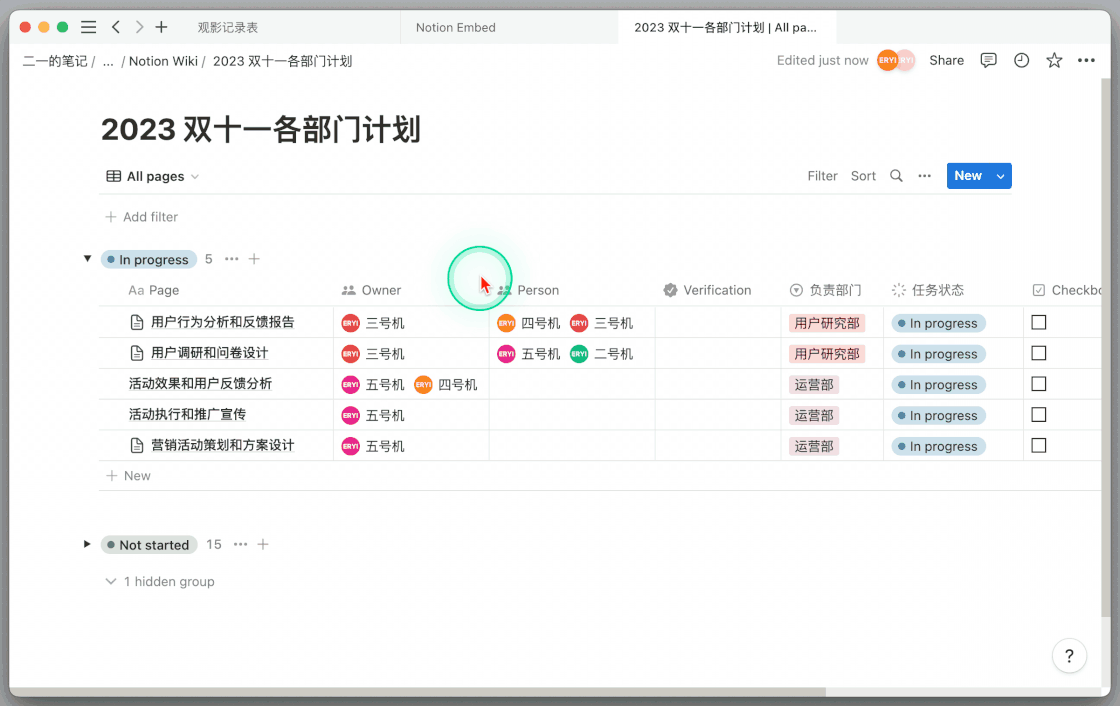 观影记录表 Notion Embed 2023 双十一各部门计划 | All pa...
二一的笔记 / ... / Notion Wiki / 2023 双十一各部门计划 Edited just now ERYI RYI Share
2023 双十一各部门计划
All pages Filter Sort New
Add filter
In progress 5
Aa Page Owner Person Verification 负责部门 任务状态 Checkbo
用户行为分析和反馈报告 ERYI 三号机 ERYI 四号机 ERYI 三号机 用户研究部 In progress
用户调研和问卷设计 ERYI 三号机 ERYI 五号机 ERYI 二号机 用户研究部 In progress
活动效果和用户反馈分析 ERYI 五号机 ERYI 四号机 运营部 In progress
活动执行和推广宣传 ERYI 五号机 运营部 In progress
营销活动策划和方案设计 ERYI 五号机 运营部 In progress
New
Not started 15
1 hidden group
?